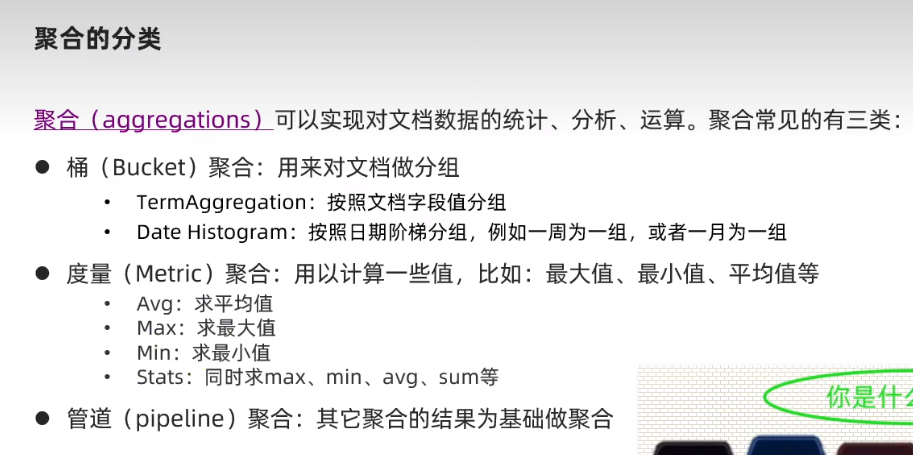 聚合的分类
聚合（aggregations）可以实现对文档数据的统计、分析、运算。聚合常见的有三类：
● 桶（Bucket）聚合：用来对文档做分组
• TermAggregation：按照文档字段值分组
• Date Histogram：按照日期阶梯分组，例如一周为一组，或者一月为一组
● 度量（Metric）聚合：用以计算一些值，比如：最大值、最小值、平均值等
• Avg：求平均值
• Max：求最大值
• Min：求最小值
• Stats：同时求max、min、avg、sum等
● 管道（pipeline）聚合：其它聚合的结果为基础做聚合
你是什